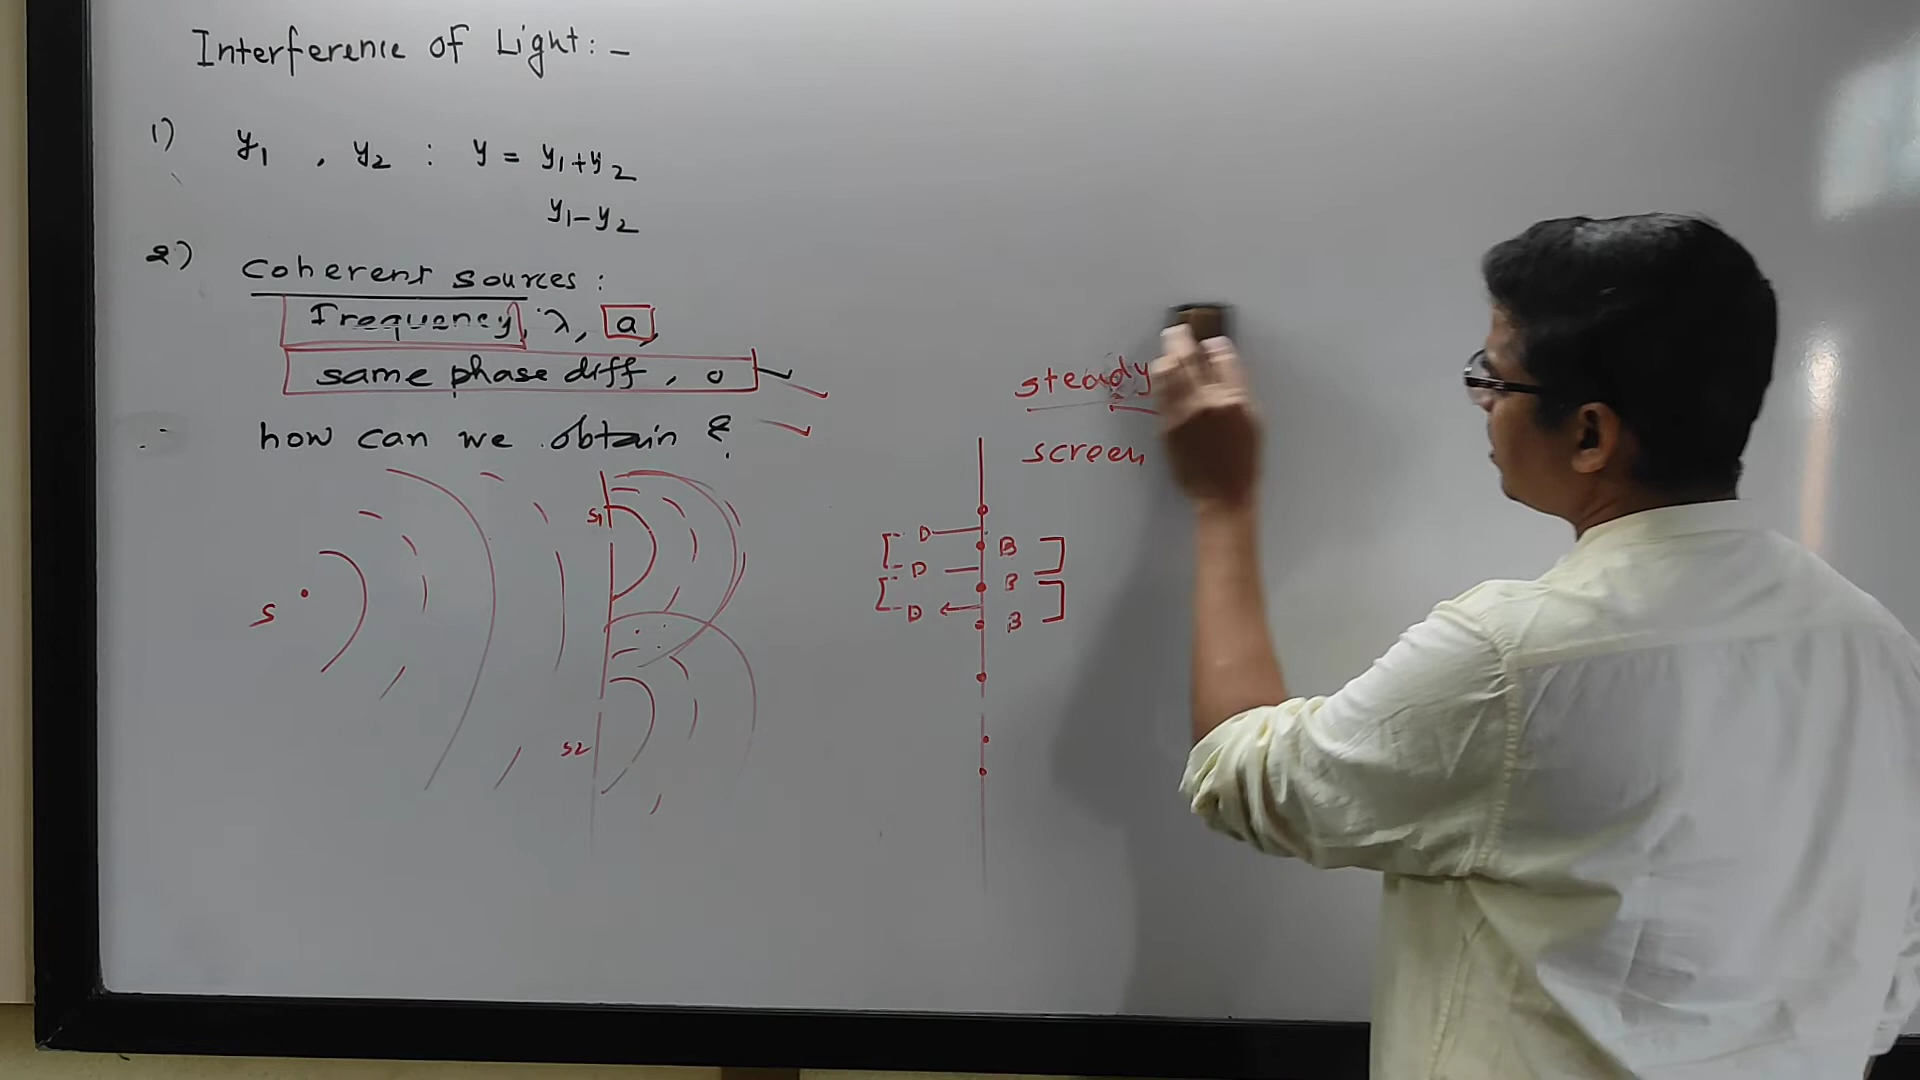 Interference of Light:-
1) y₁ , y₂ : y = y₁+y₂
y₁-y₂
2) Coherent sources:
Frequency, λ, a,
same phase diff, 0
how can we obtain ?
steady
screen
S1
D
B
D
B
S
D
B
S2